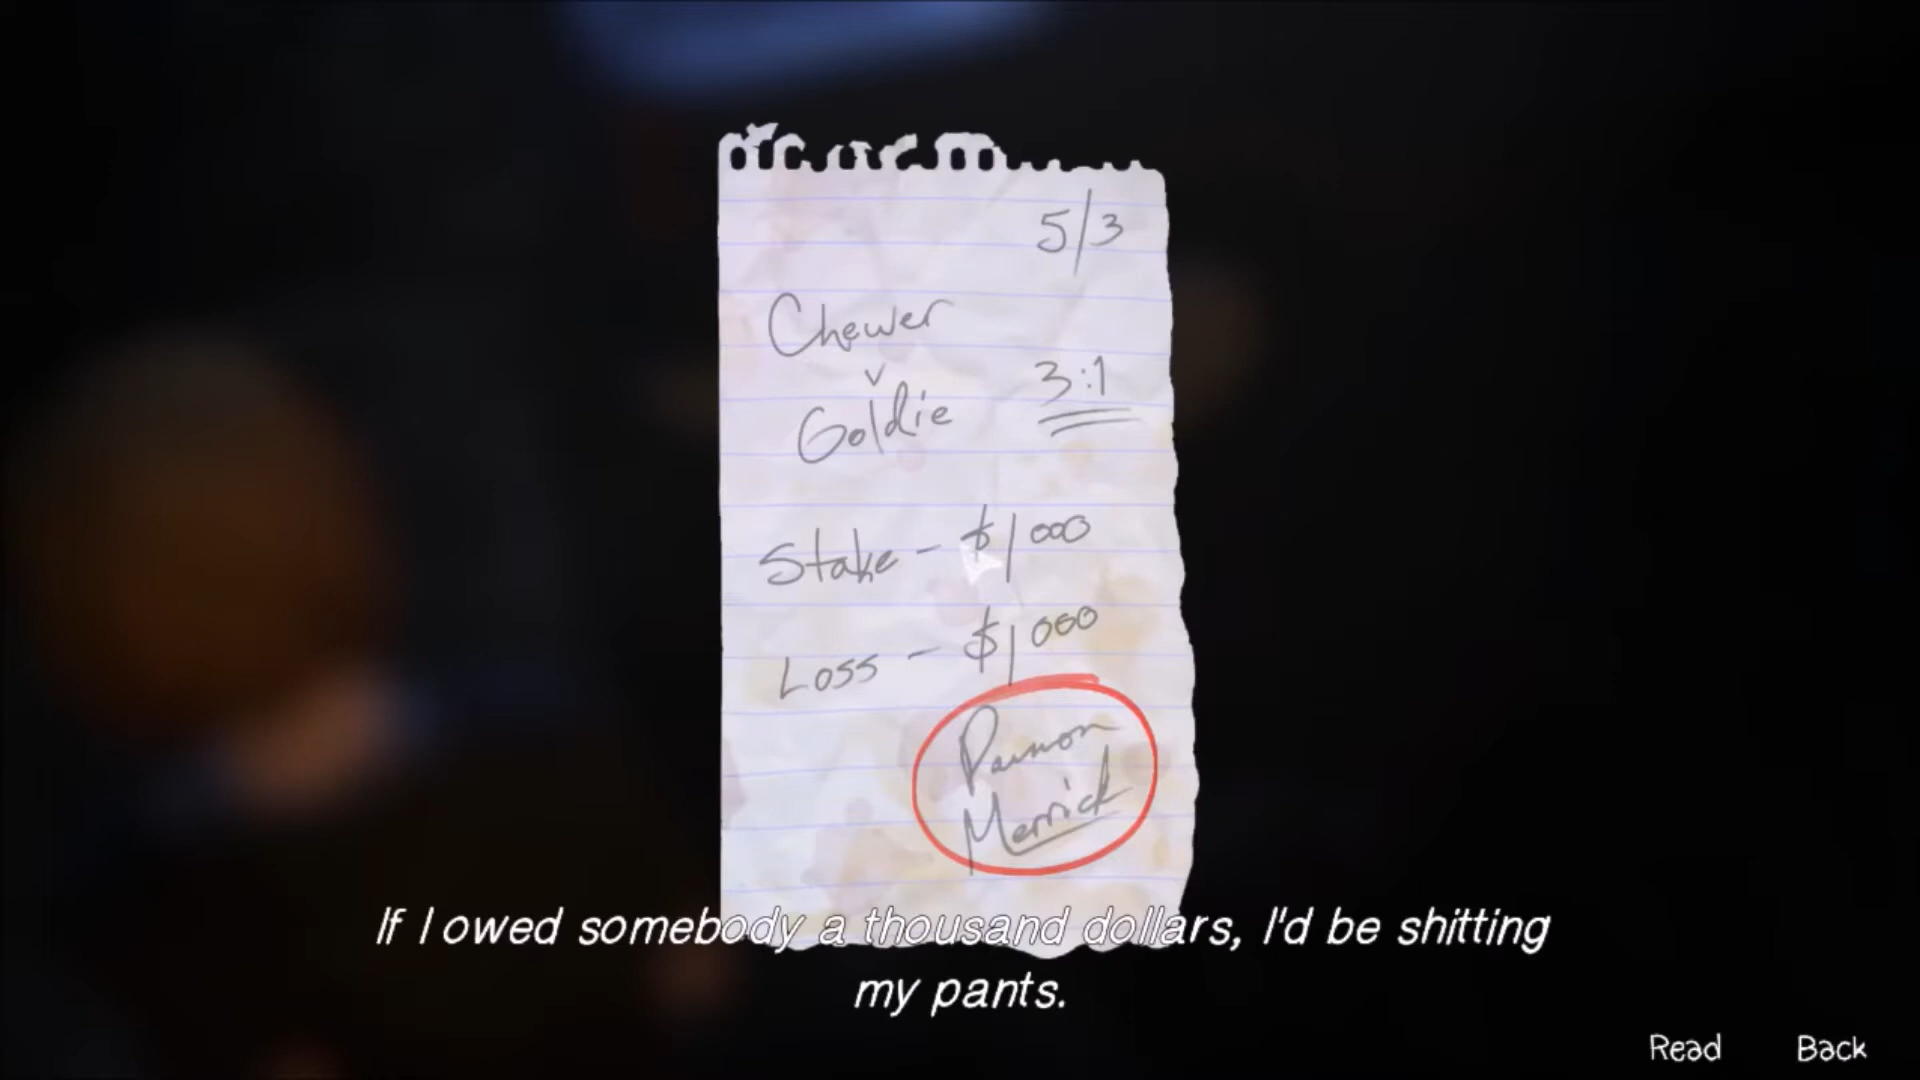 5/3
Chewer
v
Goldie 3:1
Stake - $1000
Loss - $1000
Damon
Merrick
If I owed somebody a thousand dollars, I'd be shitting
my pants.
Read Back